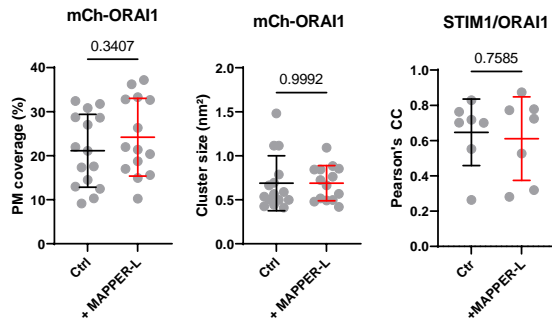 mCh-ORAI1
0.3407
PM coverage (%)
40
30
20
10
0
Ctrl
+ MAPPER-L
mCh-ORAI1
0.9992
Cluster size (nm²)
2.0
1.5
1.0
0.5
0.0
Ctrl
+ MAPPER-L
STIM1/ORAI1
0.7585
Pearson's CC
1.0
0.8
0.6
0.4
0.2
0.0
Ctr
+MAPPER-L